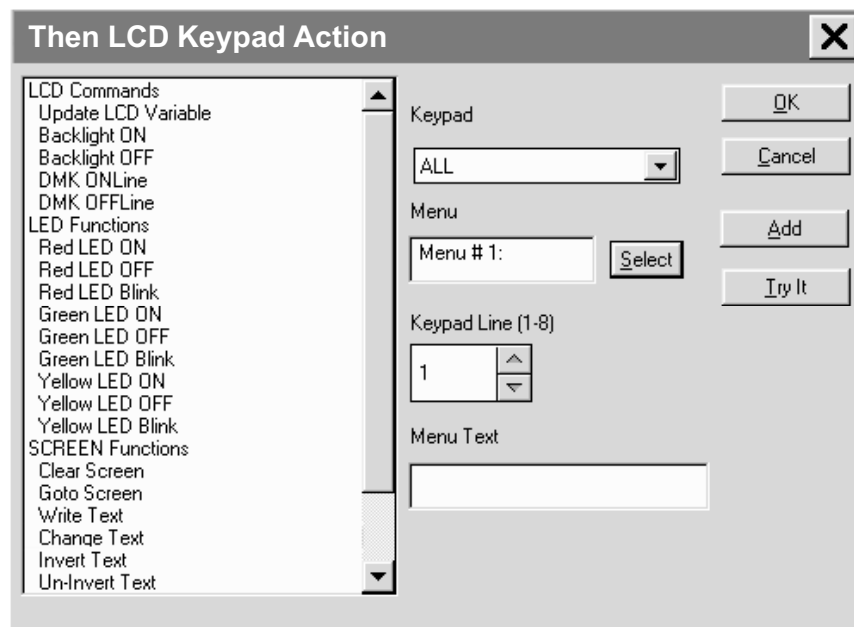 Then LCD Keypad Action
LCD Commands
Update LCD Variable
Backlight ON
Backlight OFF
DMK ONLine
DMK OFFLine
LED Functions
Red LED ON
Red LED OFF
Red LED Blink
Green LED ON
Green LED OFF
Green LED Blink
Yellow LED ON
Yellow LED OFF
Yellow LED Blink
SCREEN Functions
Clear Screen
Goto Screen
Write Text
Change Text
Invert Text
Un-Invert Text
Keypad
ALL
Menu
Menu # 1:
Select
Keypad Line (1-8)
1
Menu Text
OK
Cancel
Add
Try It